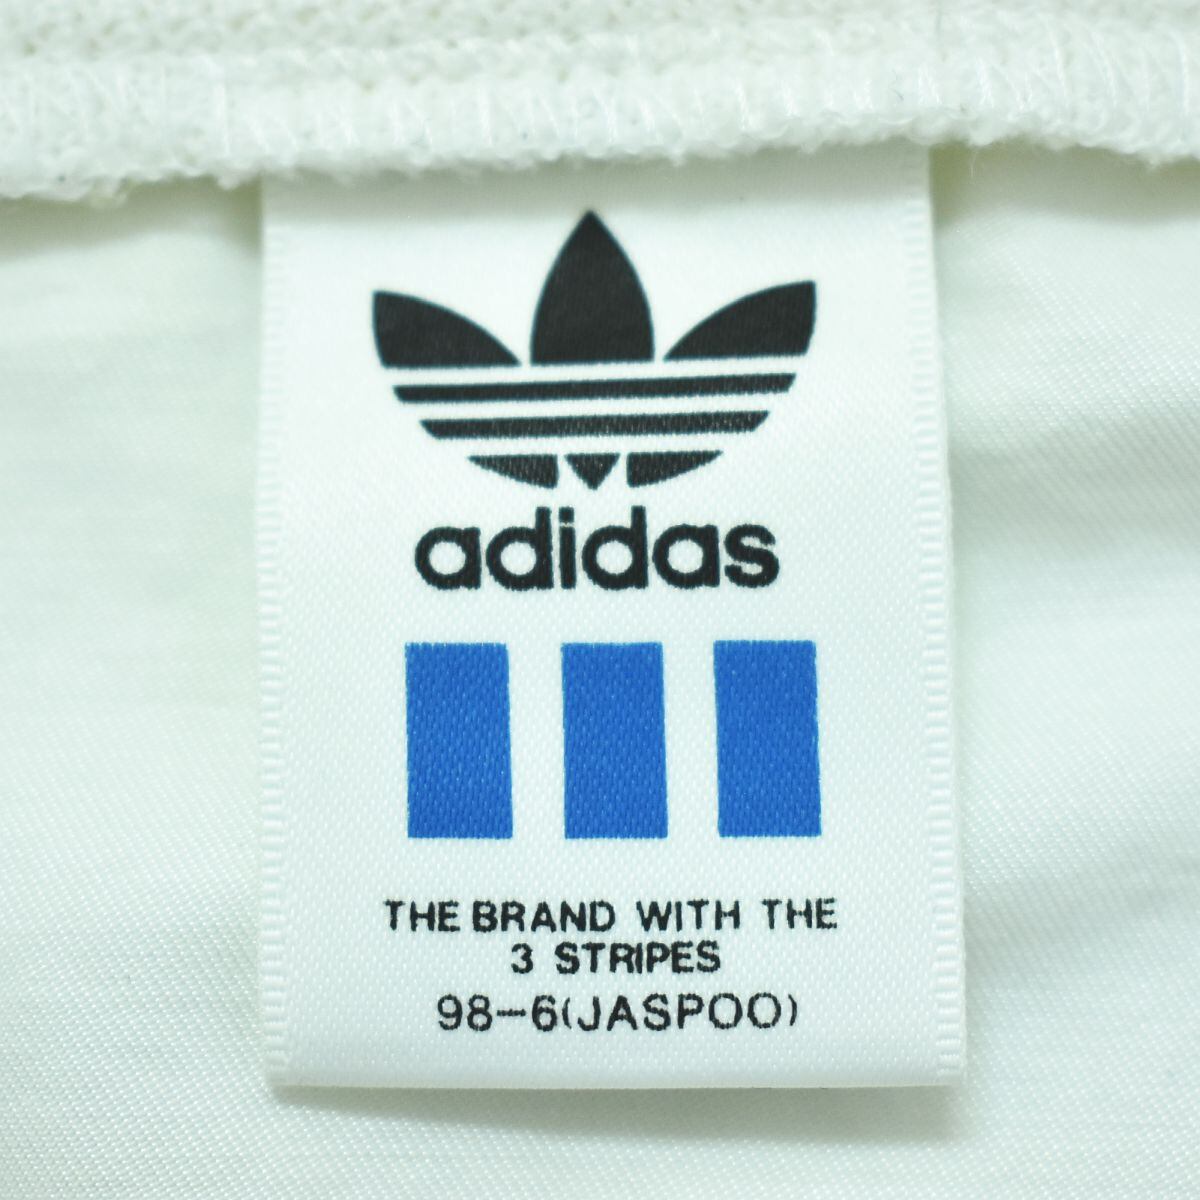 adidas
THE BRAND WITH THE
3 STRIPES
98-6(JASPOO)